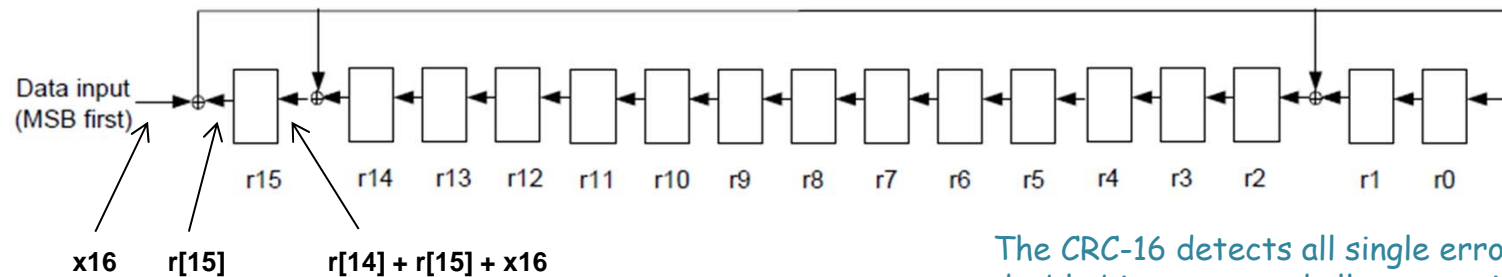 Data input
(MSB first)
r15 r14 r13 r12 r11 r10 r9 r8 r7 r6 r5 r4 r3 r2 r1 r0
x16 r[15] r[14] + r[15] + x16
The CRC-16 detects all single erro